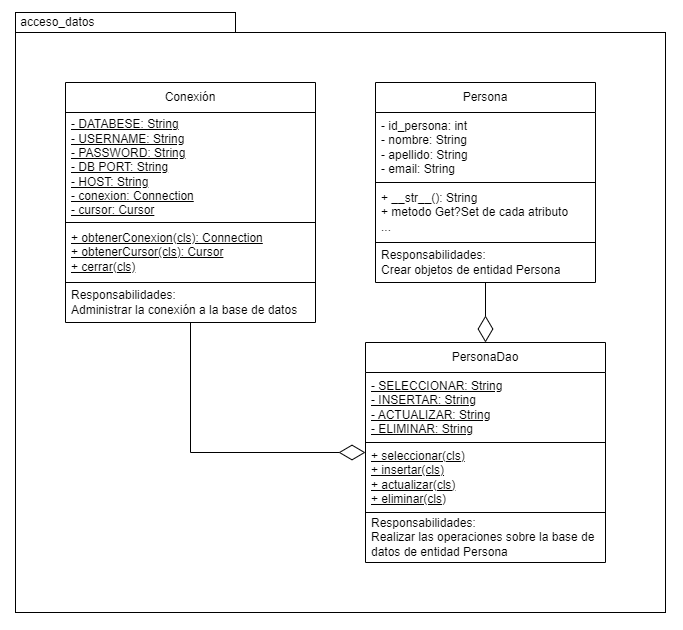 acceso_datos
Conexión
- DATABESE: String
- USERNAME: String
- PASSWORD: String
- DB PORT: String
- HOST: String
- conexion: Connection
- cursor: Cursor
+ obtenerConexion(cls): Connection
+ obtenerCursor(cls): Cursor
+ cerrar(cls)
Responsabilidades:
Administrar la conexión a la base de datos
Persona
- id_persona: int
- nombre: String
- apellido: String
- email: String
+ __str__(): String
+ metodo Get?Set de cada atributo
...
Responsabilidades:
Crear objetos de entidad Persona
PersonaDao
- SELECCIONAR: String
- INSERTAR: String
- ACTUALIZAR: String
- ELIMINAR: String
+ seleccionar(cls)
+ insertar(cls)
+ actualizar(cls)
+ eliminar(cls)
Responsabilidades:
Realizar las operaciones sobre la base de
datos de entidad Persona